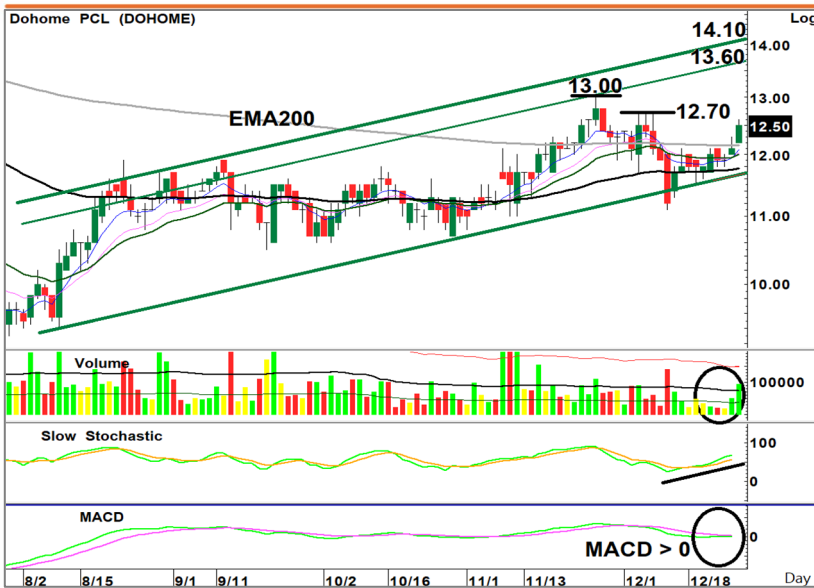 Dohome PCL (DOHOME)
Log
14.10
14.00
13.60
13.00
13.00
12.70
EMA200
12.50
12.00
11.00
10.00
Volume
100000
Slow Stochastic
100
0
MACD
0
MACD > 0
8/2 8/15 9/1 9/11 10/2 10/16 11/1 11/13 12/1 12/18 Day